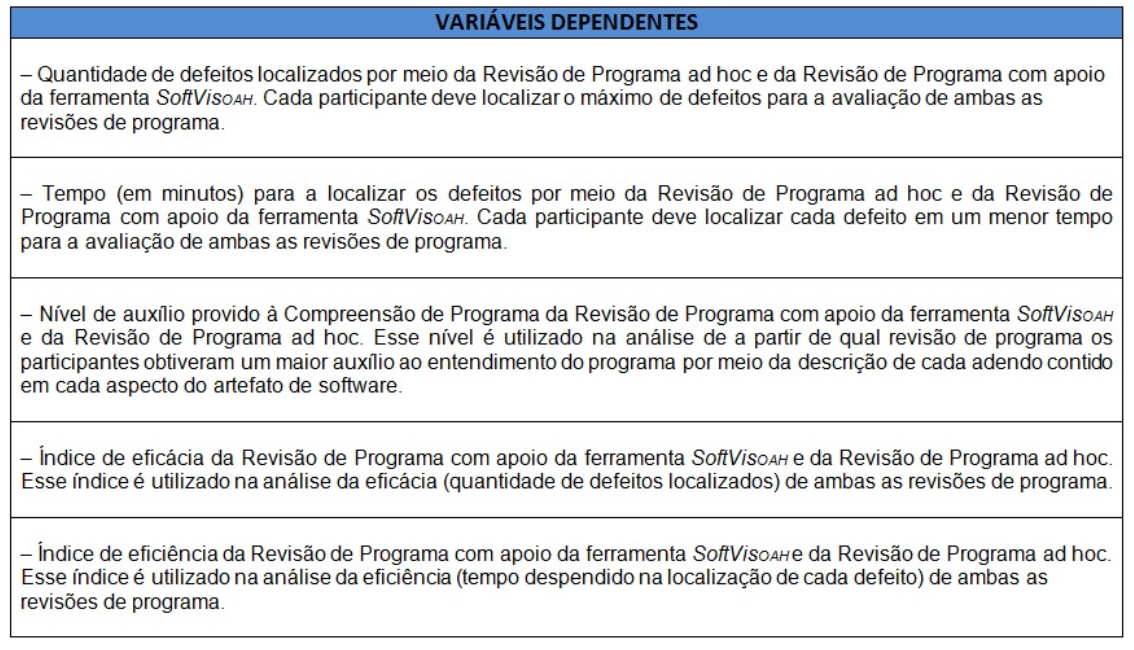 VARIÁVEIS DEPENDENTES
– Quantidade de defeitos localizados por meio da Revisão de Programa ad hoc e da Revisão de Programa com apoio
da ferramenta SoftVisOAH. Cada participante deve localizar o máximo de defeitos para a avaliação de ambas as
revisões de programa.
– Tempo (em minutos) para a localizar os defeitos por meio da Revisão de Programa ad hoc e da Revisão de
Programa com apoio da ferramenta SoftVisOAH. Cada participante deve localizar cada defeito em um menor tempo
para a avaliação de ambas as revisões de programa.
– Nível de auxílio provido à Compreensão de Programa da Revisão de Programa com apoio da ferramenta SoftVisOAH
e da Revisão de Programa ad hoc. Esse nível é utilizado na análise de a partir de qual revisão de programa os
participantes obtiveram um maior auxílio ao entendimento do programa por meio da descrição de cada adendo contido
em cada aspecto do artefato de software.
– Índice de eficácia da Revisão de Programa com apoio da ferramenta SoftVisOAH e da Revisão de Programa ad hoc.
Esse índice é utilizado na análise da eficácia (quantidade de defeitos localizados) de ambas as revisões de programa.
– Índice de eficiência da Revisão de Programa com apoio da ferramenta SoftVisOAH e da Revisão de Programa ad hoc.
Esse índice é utilizado na análise da eficiência (tempo despendido na localização de cada defeito) de ambas as
revisões de programa.